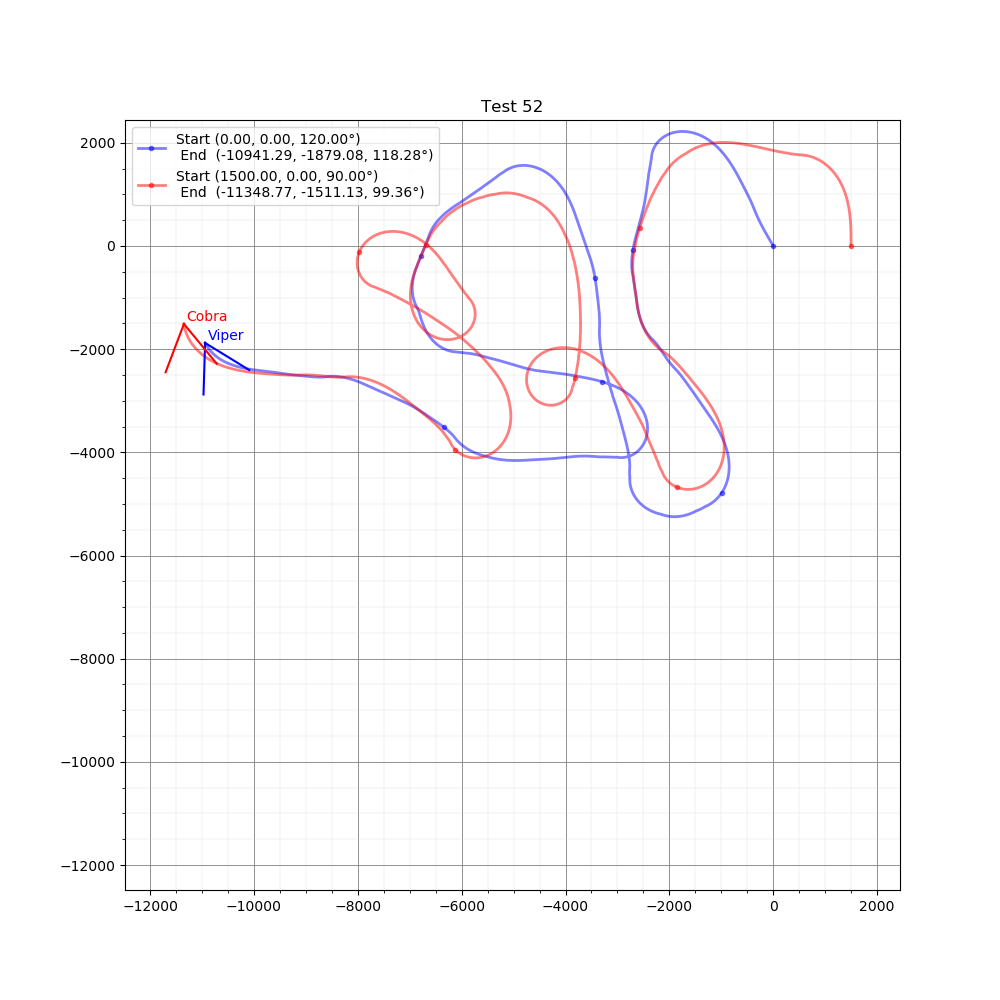 Test 52
Start (0.00, 0.00, 120.00°)
End  (-10941.29, -1879.08, 118.28°)
Start (1500.00, 0.00, 90.00°)
End  (-11348.77, -1511.13, 99.36°)
2000
0
−2000
−4000
−6000
−8000
−10000
−12000
Cobra
Viper
−12000
−10000
−8000
−6000
−4000
−2000
0
2000